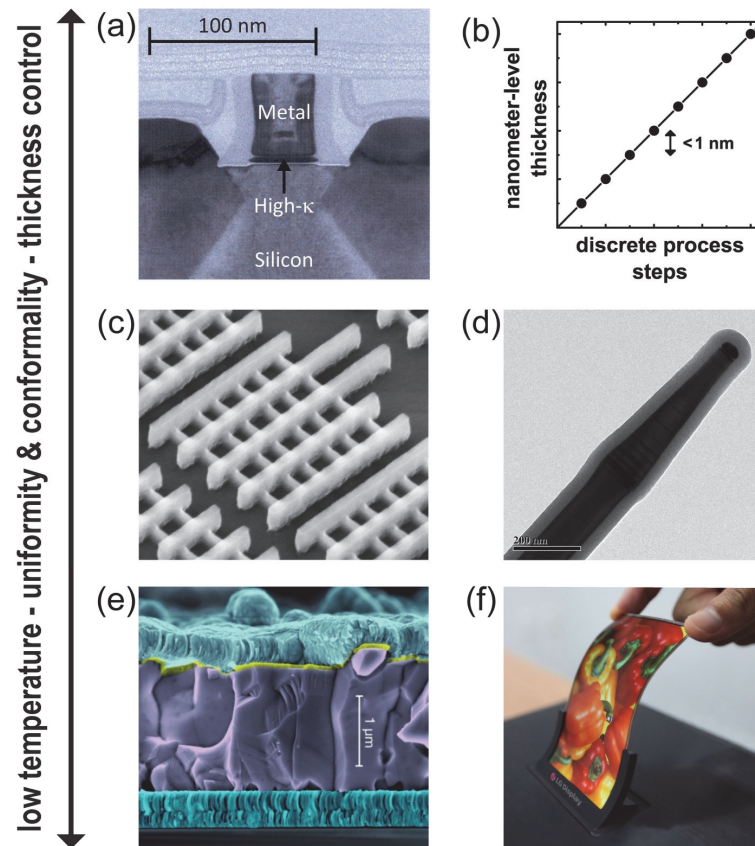 low temperature - uniformity & conformality - thickness control
(a)
100 nm
Metal
High-κ
Silicon
(b)
nanometer-level
thickness
<1 nm
discrete process
steps
(c)
(d)
200 nm
(e)
1 μm
(f)
LG Display